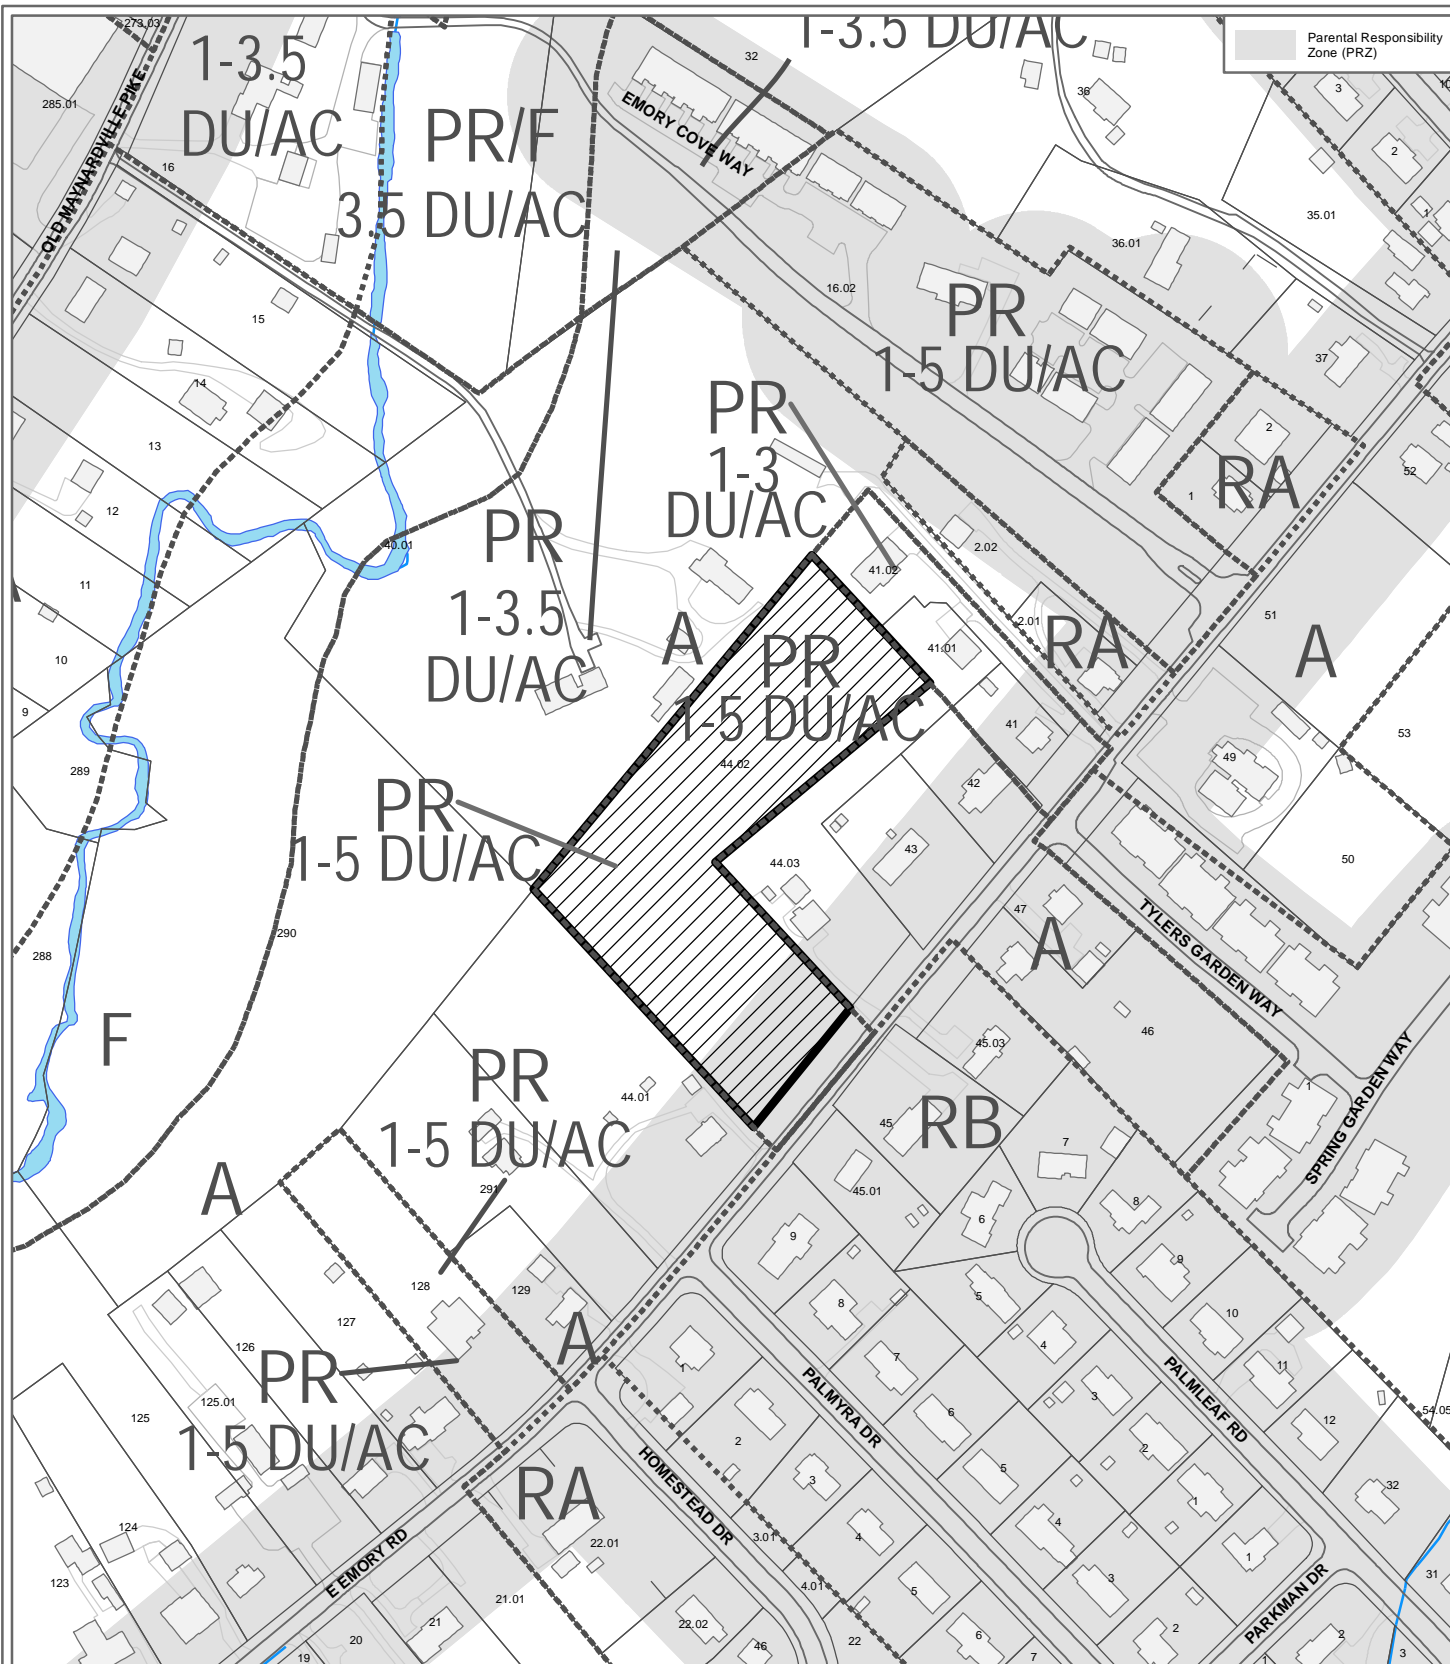 273.03
1-3.5 DU/AC
32
Parental Responsibility
Zone (PRZ)
1-3.5
DU/AC
285.01
OLD MAYNARDVILLE PIKE
16
PR/F
3.5 DU/AC
EMORY COVE WAY
36
3
2
1
35.01
36.01
16.02
PR
1-5 DU/AC
15
14
37
13
12
PR
1-3
DU/AC
2
RA
1
52
40.01
PR
1-3.5
DU/AC
2.02
41.02
11
10
9
A
PR
1-5 DU/AC
41.01
2.01
RA
51
A
41
44.02
53
49
289
42
PR
1-5 DU/AC
43
44.03
50
47
A
TYLERS GARDEN WAY
290
288
F
46
45.03
SPRING GARDEN WAY
PR
1-5 DU/AC
44.01
45
RB
7
1
A
291
45.01
6
8
9
9
128
129
8
5
10
127
A
4
126
7
1
11
PR
1-5 DU/AC
125.01
125
PALMYRA DR
PALMLEAF RD
3
6
12
54.05
2
2
HOMESTEAD DR
3
5
1
32
RA
124
E EMORY RD
22.01
3.01
4
4
1
123
4.01
5
3
PARKMAN DR
31
21.01
21
22.02
20
46
22
6
2
2
19
7
1
3